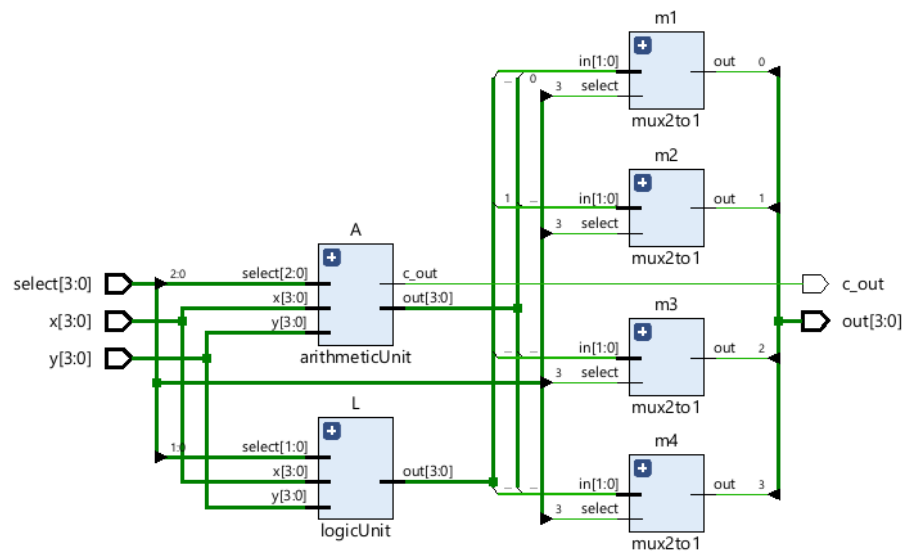 m1
in[1:0]
out
0
_ 0
3 select
mux2to1
m2
1 _
in[1:0]
out
1
3 select
mux2to1
A
select[3:0]
2:0
select[2:0]
c_out
c_out
x[3:0]
x[3:0]
out[3:0]
out[3:0]
y[3:0]
y[3:0]
arithmeticUnit
m3
_ _
in[1:0]
out
2
3 select
mux2to1
L
1:0
select[1:0]
x[3:0]
out[3:0]
y[3:0]
logicUnit
m4
_ _
in[1:0]
out
3
3 select
mux2to1